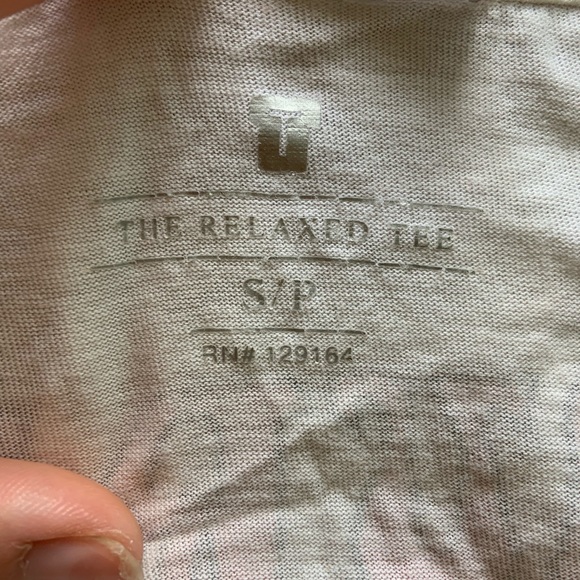 T
THE RELAXED TEE
S/P
RN# 129164